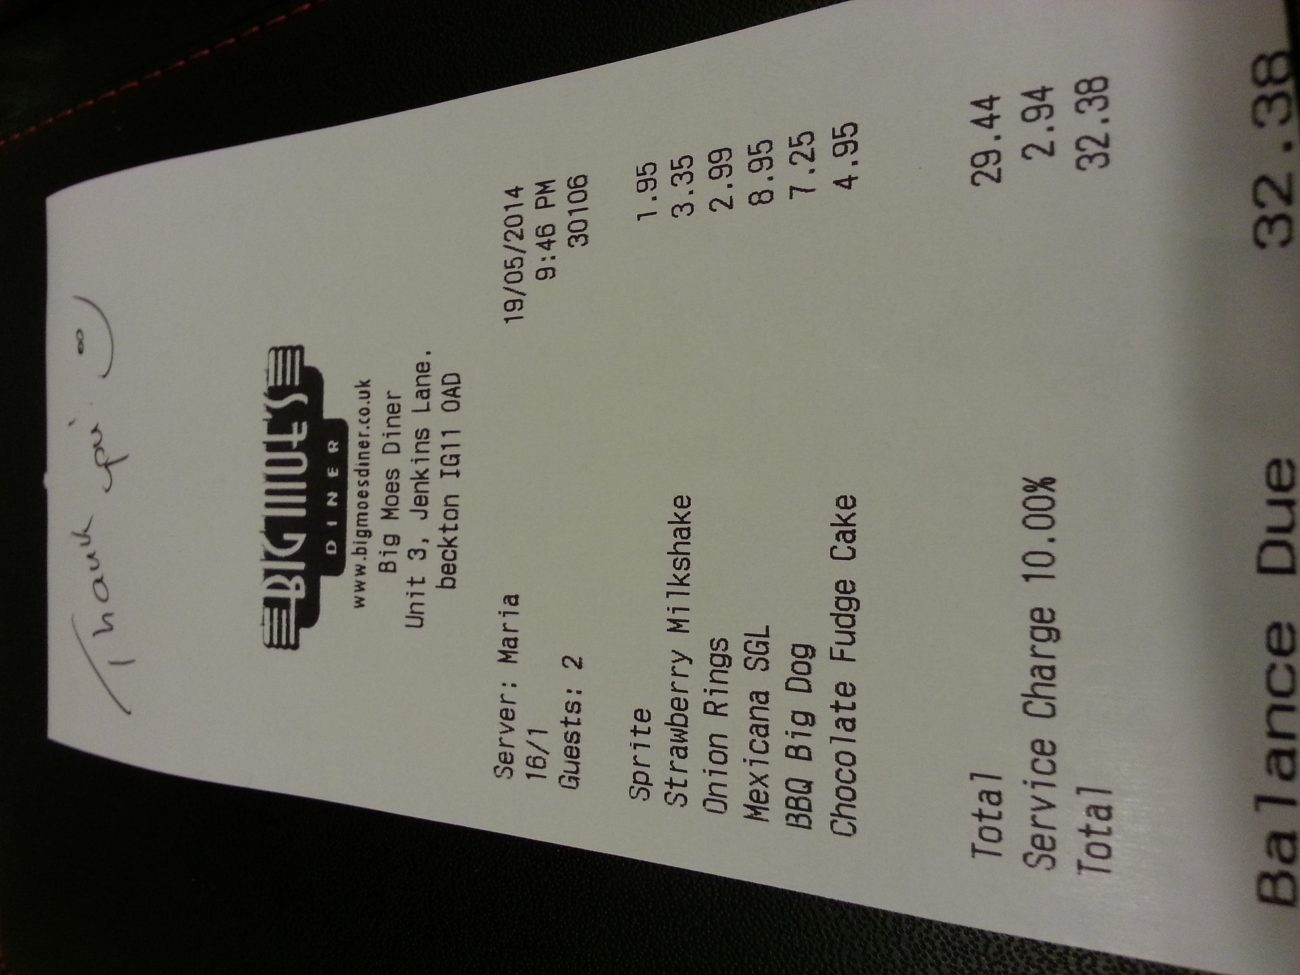 Thank you :)
BIG MOE'S
DINER
www.bigmoesdiner.co.uk
Big Moes Diner
Unit 3, Jenkins Lane.
beckton IG11 0AD
Server: Maria 19/05/2014
16/1 9:46 PM
Guests: 2 30106
Sprite 1.95
Strawberry Milkshake 3.35
Onion Rings 2.99
Mexicana SGL 8.95
BBQ Big Dog 7.25
Chocolate Fudge Cake 4.95
Total 29.44
Service Charge 10.00% 2.94
Total 32.38
Balance Due 32.38